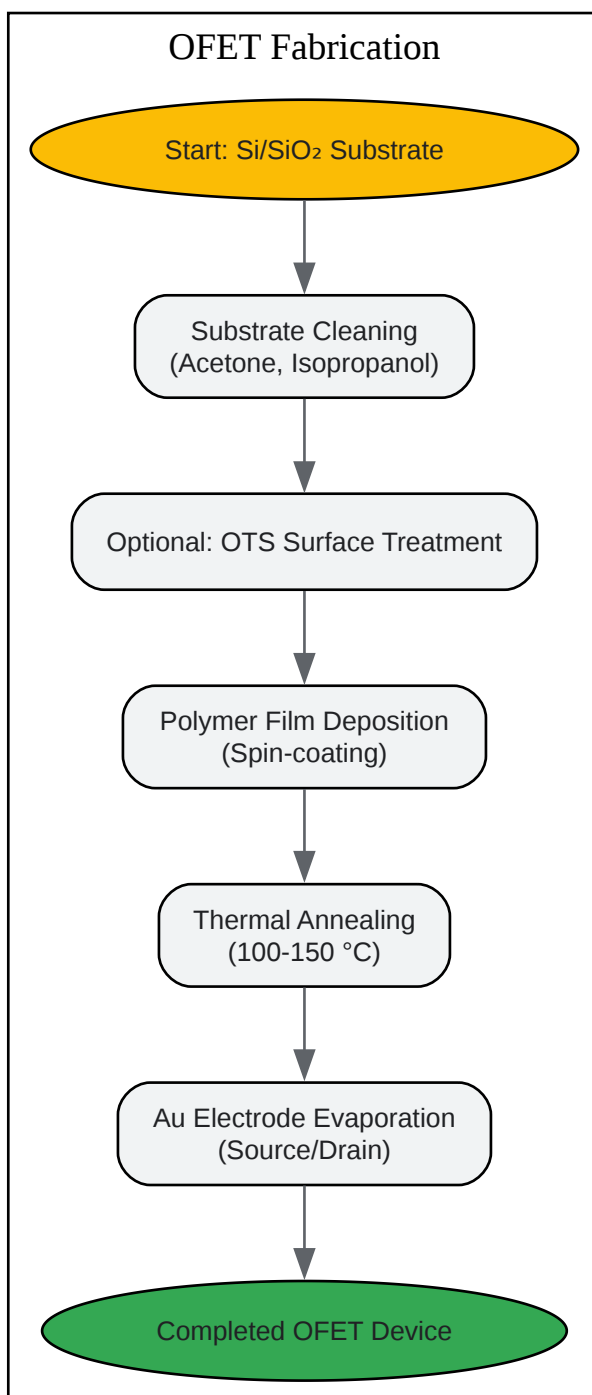 OFET Fabrication
Start: Si/SiO₂ Substrate
Substrate Cleaning
(Acetone, Isopropanol)
Optional: OTS Surface Treatment
Polymer Film Deposition
(Spin-coating)
Thermal Annealing
(100-150 °C)
Au Electrode Evaporation
(Source/Drain)
Completed OFET Device